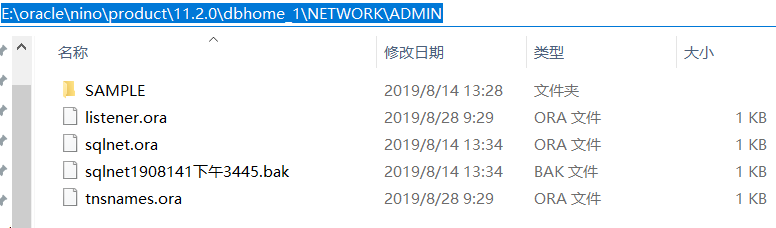 E:\oracle\nino\product\11.2.0\dbhome_1\NETWORK\ADMIN
名称 修改日期 类型 大小
SAMPLE 2019/8/14 13:28 文件夹
listener.ora 2019/8/28 9:29 ORA 文件 1 KB
sqlnet.ora 2019/8/14 13:34 ORA 文件 1 KB
sqlnet1908141下午3445.bak 2019/8/14 13:34 BAK 文件 1 KB
tnsnames.ora 2019/8/28 9:29 ORA 文件 1 KB